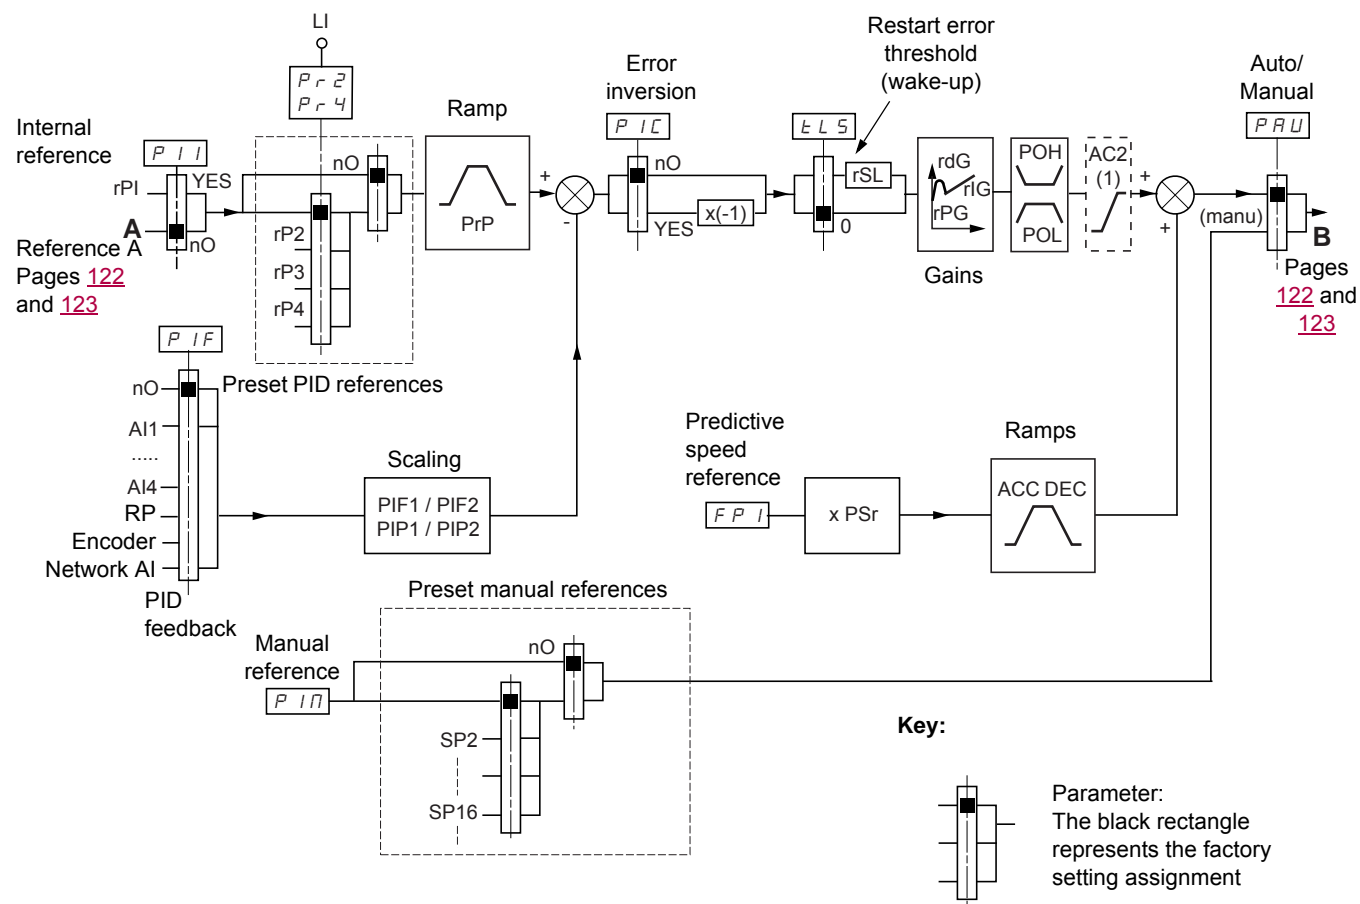 LI
Pr2
Pr4
Restart error
threshold
(wake-up)
Error
inversion
Auto/
Manual
Ramp
Internal
reference
PII
PIC
tLS
PAU
rPI
YES
nO
A
nO
Reference A
Pages 122
and 123
rP2
rP3
rP4
PrP
+
-
nO
YES
x(-1)
rSL
0
rdG
rIG
rPG
Gains
POH
POL
AC2
(1)
+
+
(manu)
B
Pages
122 and
123
PIF
Preset PID references
nO
AI1
.....
AI4
RP
Encoder
Network AI
PID
feedback
Scaling
PIF1 / PIF2
PIP1 / PIP2
Predictive
speed
reference
FPI
x PSr
Ramps
ACC DEC
Preset manual references
Manual
reference
PIM
nO
SP2
SP16
Key:
Parameter:
The black rectangle
represents the factory
setting assignment